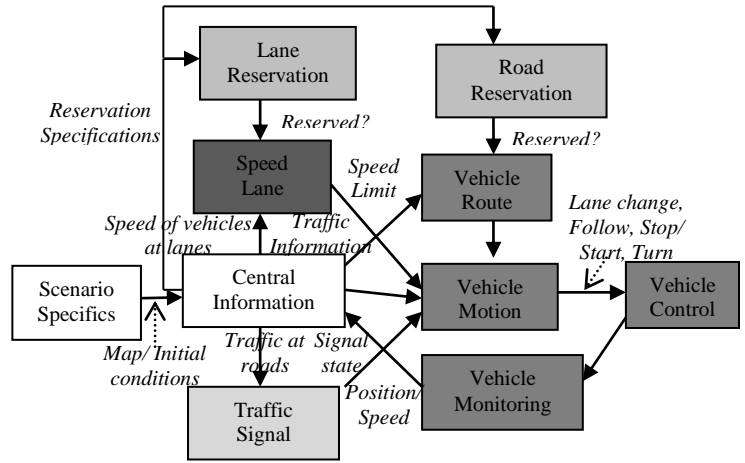 Lane
Reservation
Road
Reservation
Reservation
Specifications
Reserved?
Reserved?
Speed
Lane
Speed
Limit
Vehicle
Route
Lane change,
Follow, Stop/
Start, Turn
Speed of vehicles
at lanes
Traffic
Information
Scenario
Specifics
Central
Information
Vehicle
Motion
Vehicle
Control
Map/ Initial
conditions
Traffic at
roads
Signal
state
Position/
Speed
Vehicle
Monitoring
Traffic
Signal